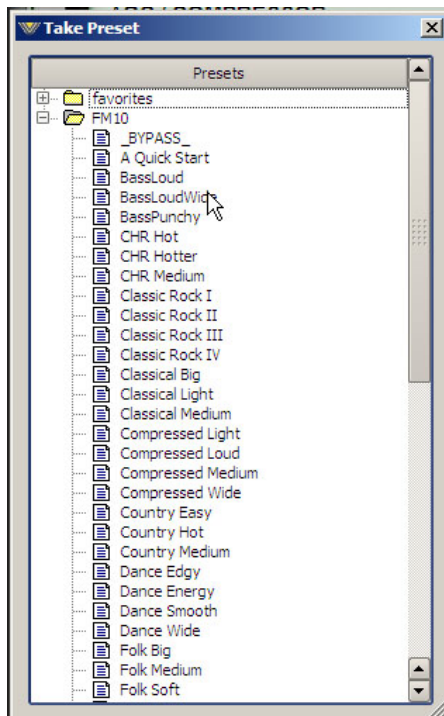 Take Preset
Presets
favorites
FM10
_BYPASS_
A Quick Start
BassLoud
BassLoudWide
BassPunchy
CHR Hot
CHR Hotter
CHR Medium
Classic Rock I
Classic Rock II
Classic Rock III
Classic Rock IV
Classical Big
Classical Light
Classical Medium
Compressed Light
Compressed Loud
Compressed Medium
Compressed Wide
Country Easy
Country Hot
Country Medium
Dance Edgy
Dance Energy
Dance Smooth
Dance Wide
Folk Big
Folk Medium
Folk Soft